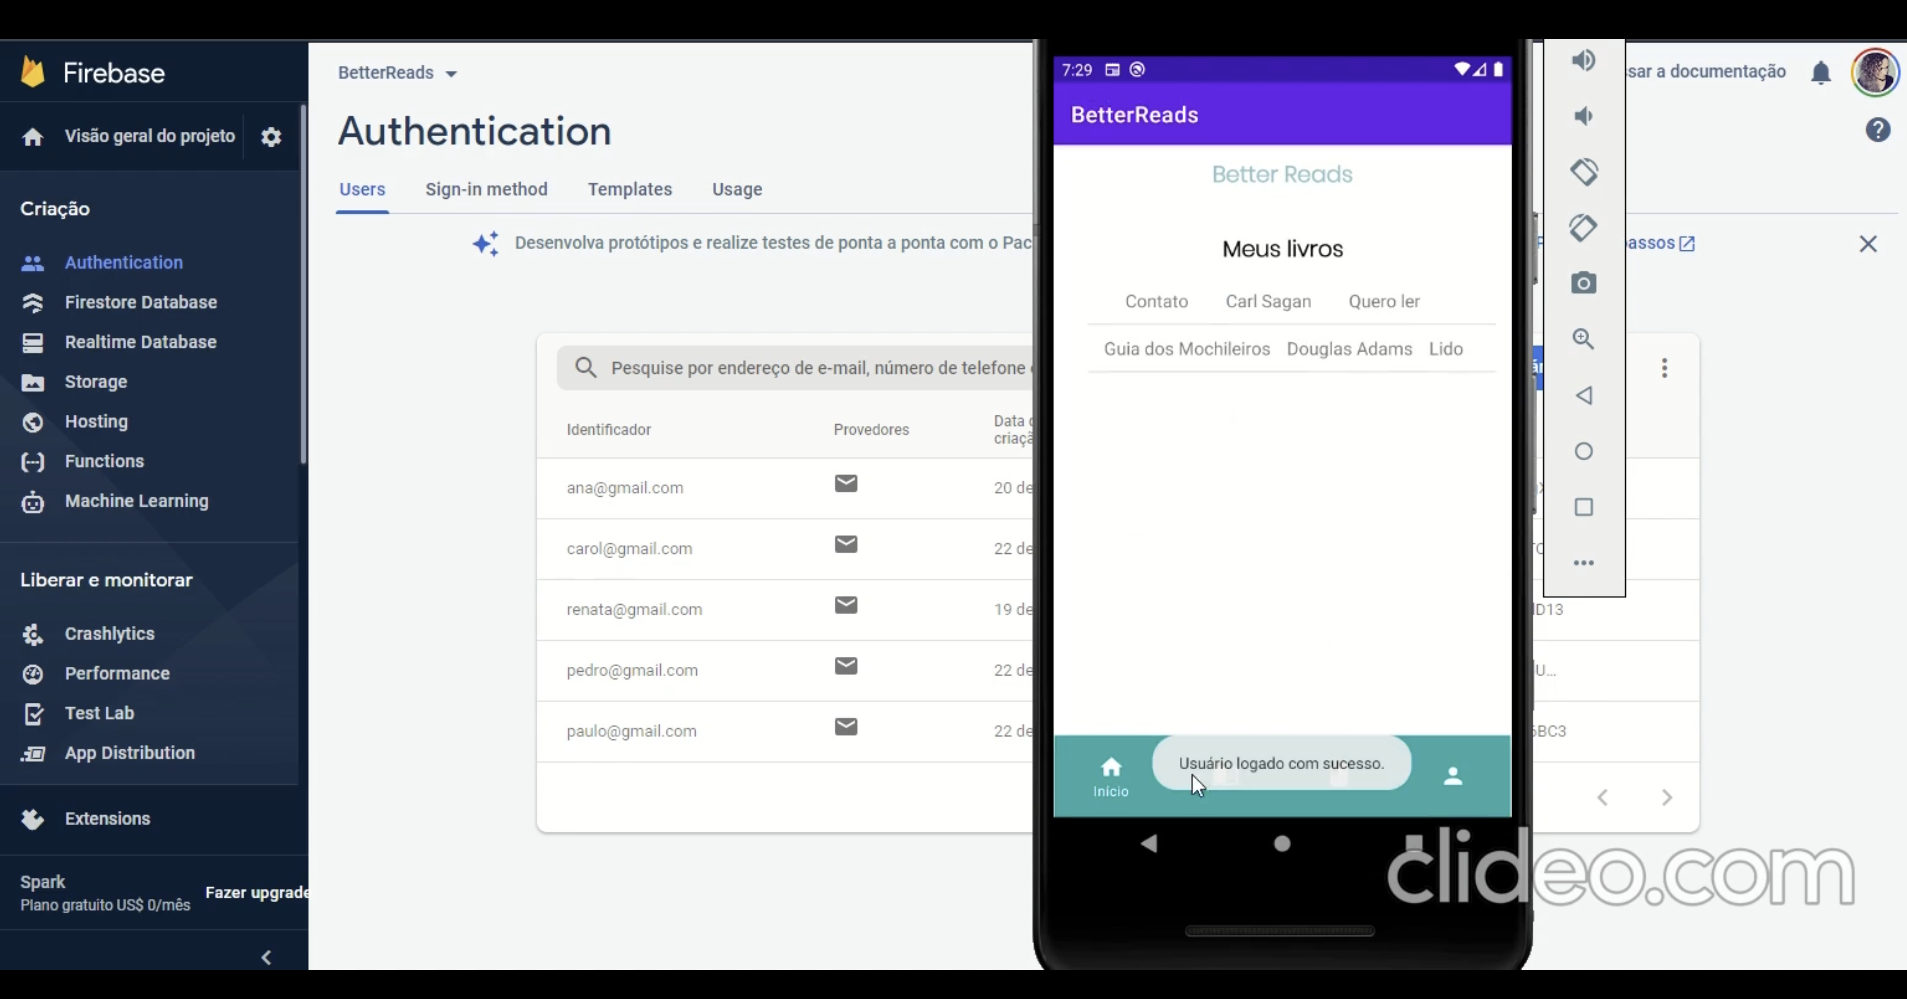 Firebase
Visão geral do projeto
Criação
Authentication
Firestore Database
Realtime Database
Storage
Hosting
Functions
Machine Learning
Liberar e monitorar
Crashlytics
Performance
Test Lab
App Distribution
Extensions
Spark
Plano gratuito US$ 0/mês
Fazer upgrade
BetterReads
Authentication
Users Sign-in method Templates Usage
Desenvolva protótipos e realize testes de ponta a ponta com o Pac
Pesquise por endereço de e-mail, número de telefone
Identificador Provedores Data
criaçã
ana@gmail.com 20 de
carol@gmail.com 22 de
renata@gmail.com 19 de
pedro@gmail.com 22 de
paulo@gmail.com 22 de
7:29
BetterReads
Better Reads
Meus livros
Contato Carl Sagan Quero ler
Guia dos Mochileiros Douglas Adams Lido
Início
Usuário logado com sucesso.
ssar a documentação
assos
D13
U...
BC3
clideo.com